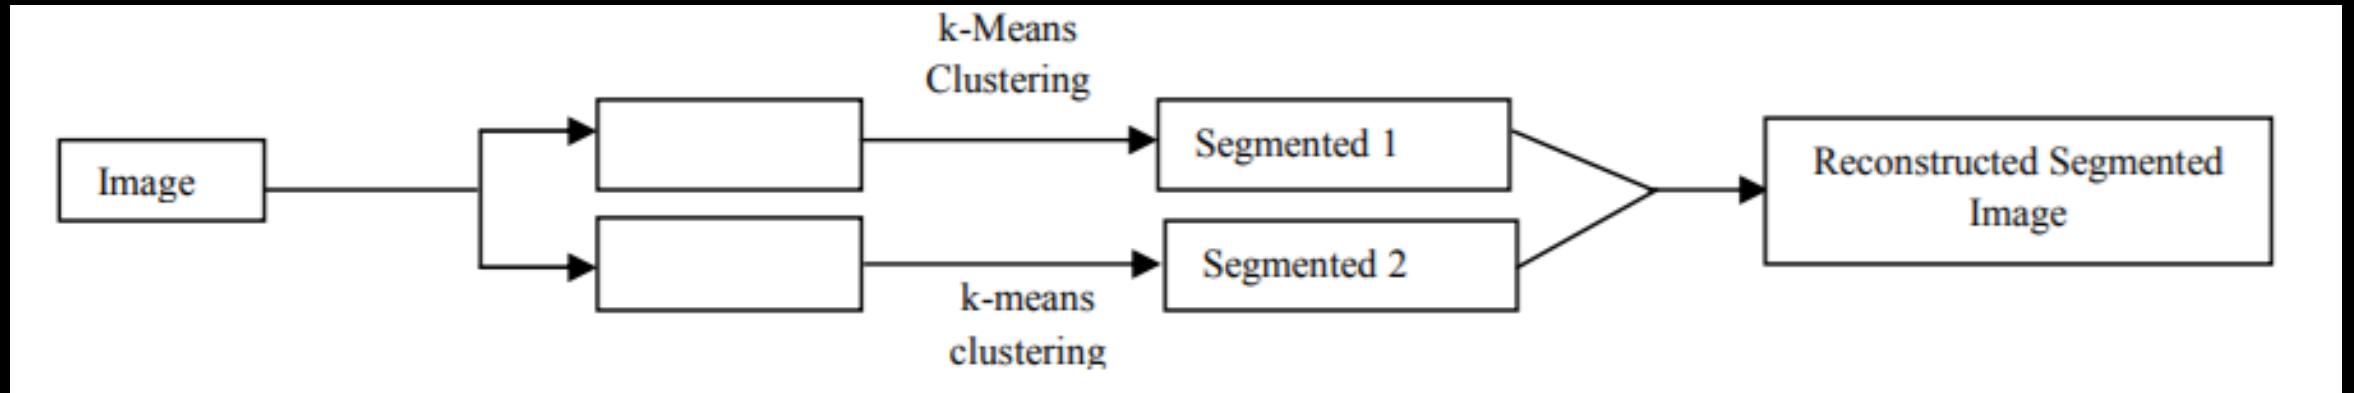 k-Means
Clustering
Image
Segmented 1
Reconstructed Segmented
Image
Segmented 2
k-means
clustering